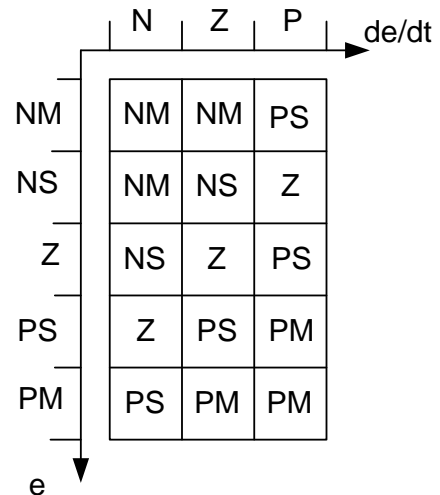 N Z P
de/dt
NM NM NM PS
NS NM NS Z
Z NS Z PS
PS Z PS PM
PM PS PM PM
e